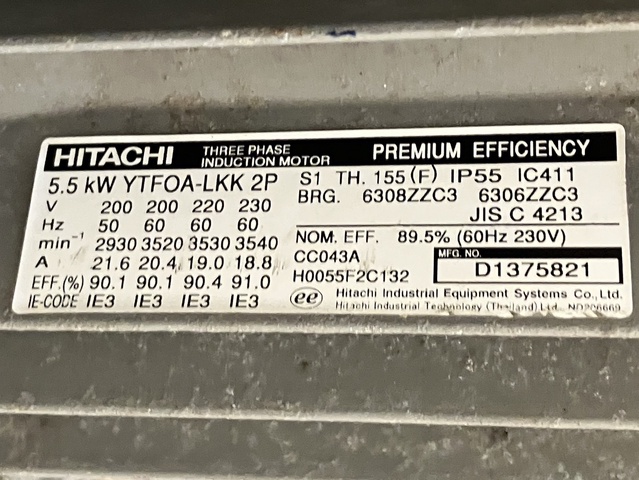 HITACHI THREE PHASE INDUCTION MOTOR PREMIUM EFFICIENCY
5.5 kW YTFOA-LKK 2P
V 200 200 220 230
Hz 50 60 60 60
min⁻¹ 2930 3520 3530 3540
A 21.6 20.4 19.0 18.8
EFF.(%) 90.1 90.1 90.4 91.0
IE-CODE IE3 IE3 IE3 IE3
S1 TH. 155 (F) IP55 IC411
BRG. 6308ZZC3 6306ZZC3
JIS C 4213
NOM. EFF. 89.5% (60Hz 230V)
CC043A
H0055F2C132
MFG. NO.
D1375821
ee Hitachi Industrial Equipment Systems Co.,Ltd.
Hitachi Industrial Technology (Thailand) Ltd. ND206669